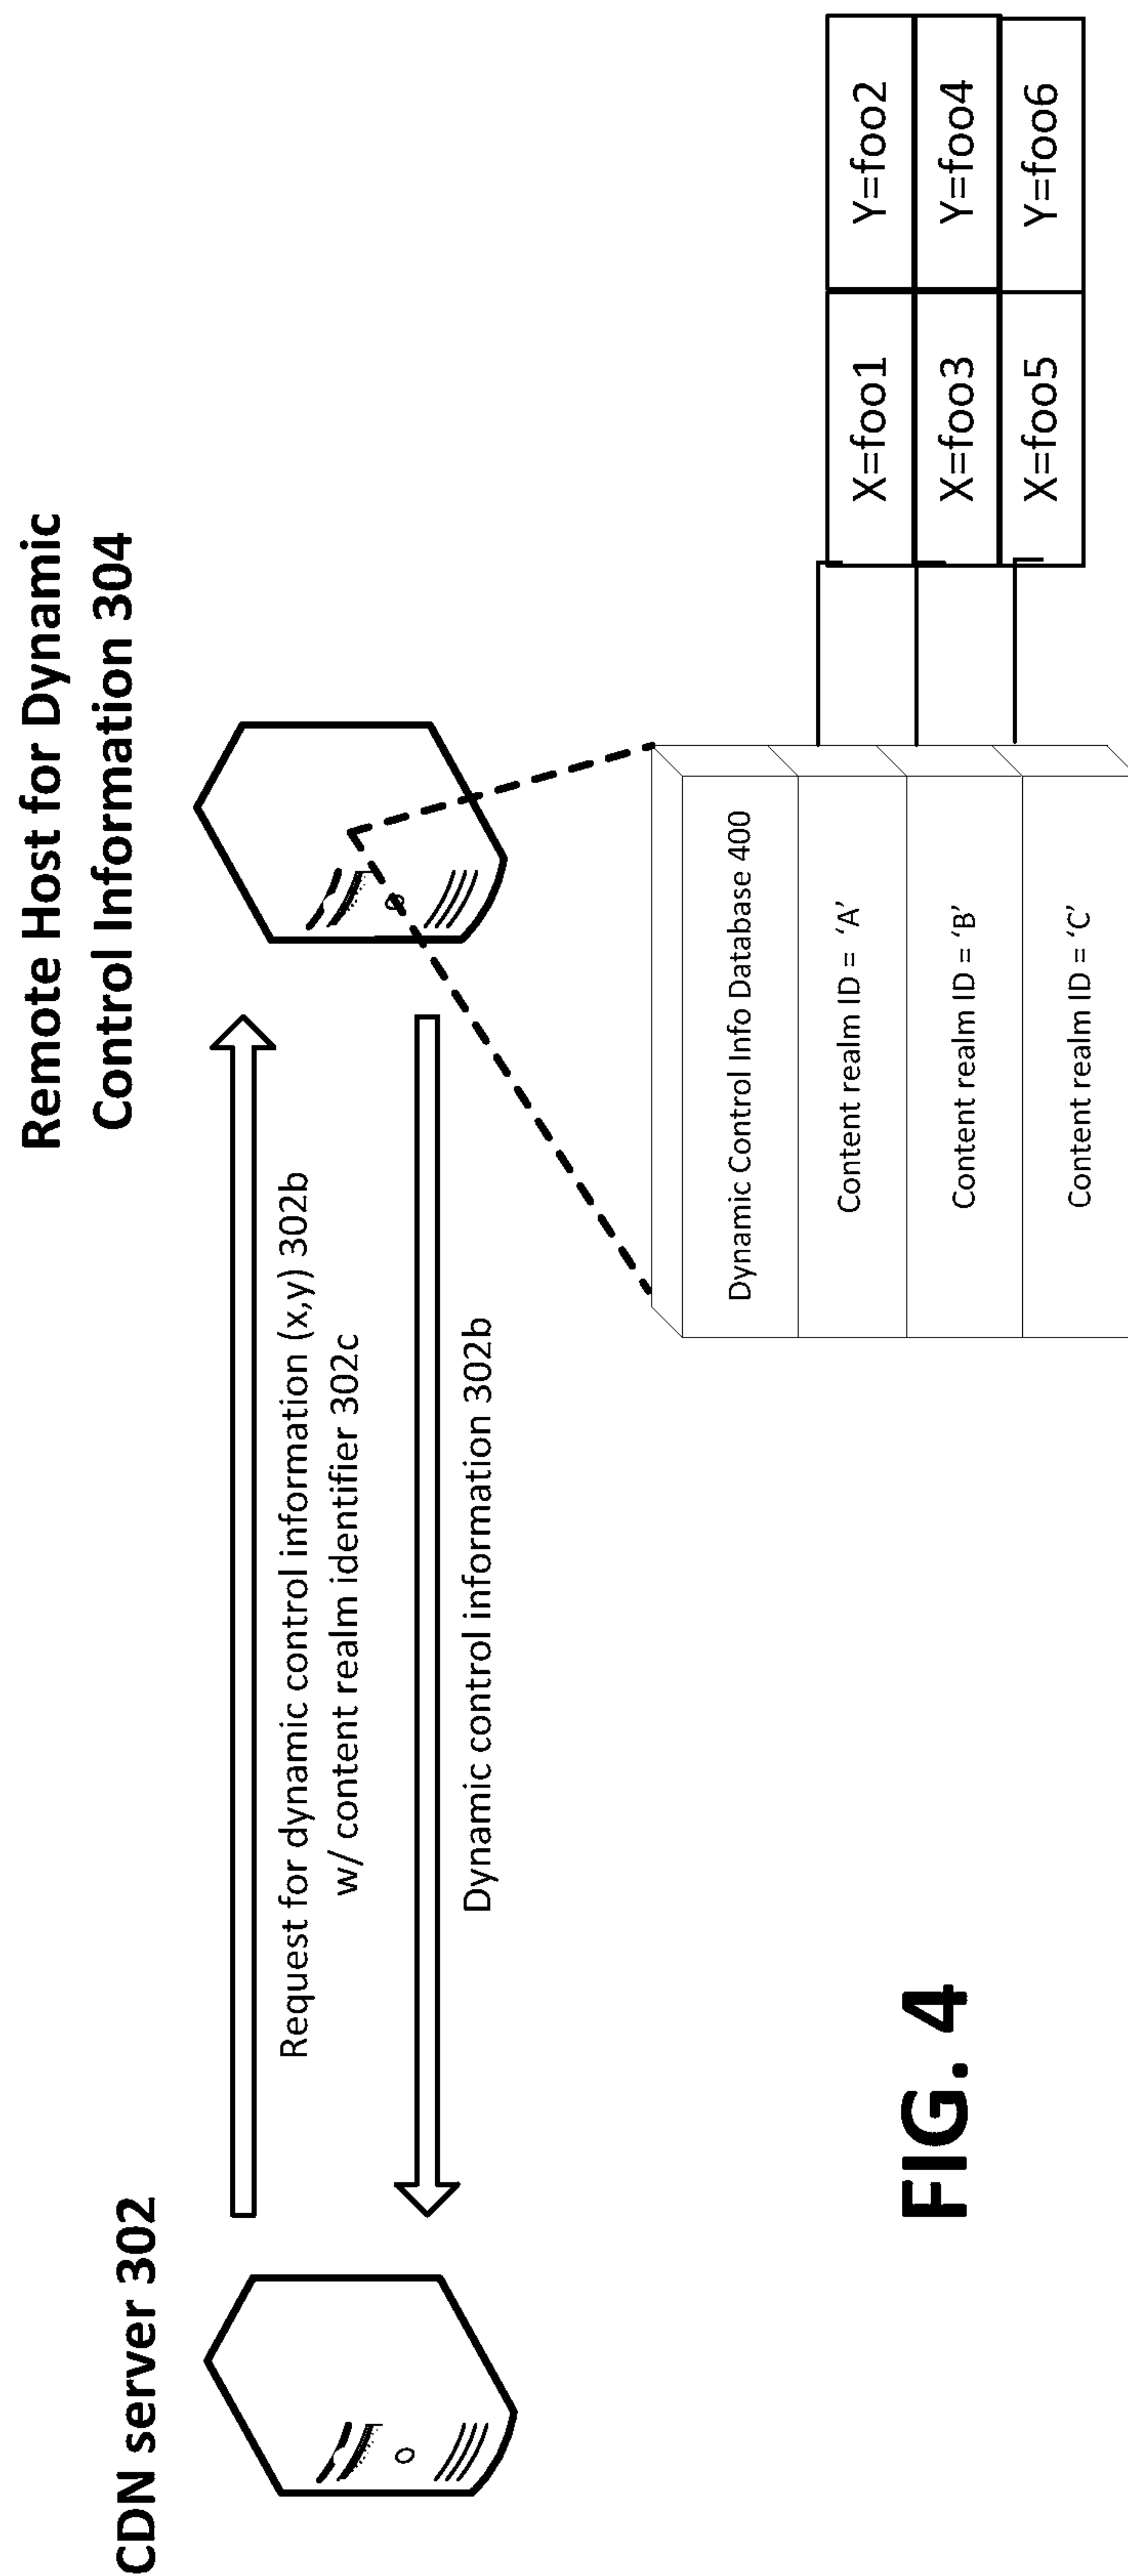 CDN server 302
Remote Host for Dynamic
Control Information 304
Request for dynamic control information (x,y) 302b
w/ content realm identifier 302c
Dynamic control information 302b
Dynamic Control Info Database 400
Content realm ID = ‘A’
X=foo1
Y=foo2
Content realm ID = ‘B’
X=foo3
Y=foo4
Content realm ID = ‘C’
X=foo5
Y=foo6
FIG. 4